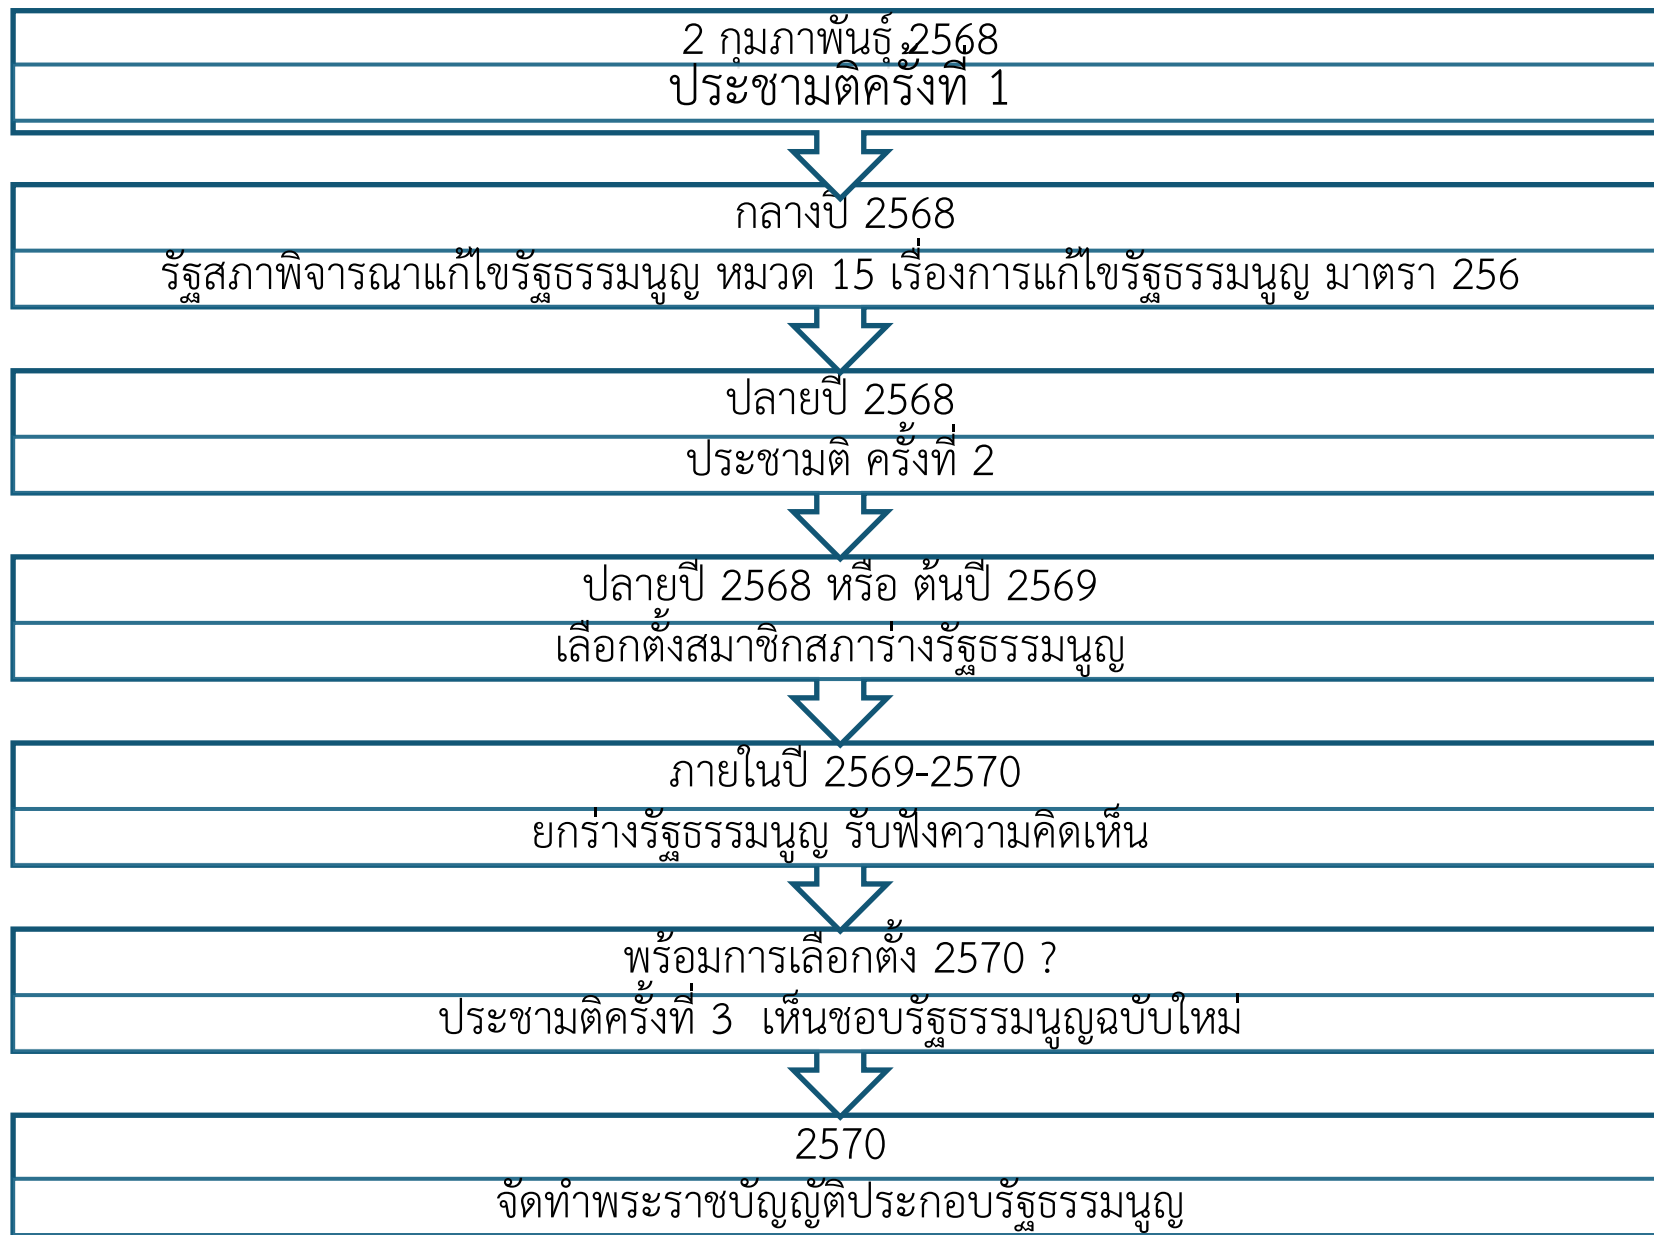 2 กุมภาพันธ์ 2568
ประชามติครั้งที่ 1
กลางปี 2568
รัฐสภาพิจารณาแก้ไขรัฐธรรมนูญ หมวด 15 เรื่องการแก้ไขรัฐธรรมนูญ มาตรา 256
ปลายปี 2568
ประชามติ ครั้งที่ 2
ปลายปี 2568 หรือ ต้นปี 2569
เลือกตั้งสมาชิกสภาร่างรัฐธรรมนูญ
ภายในปี 2569-2570
ยกร่างรัฐธรรมนูญ รับฟังความคิดเห็น
พร้อมการเลือกตั้ง 2570 ?
ประชามติครั้งที่ 3 เห็นชอบรัฐธรรมนูญฉบับใหม่
2570
จัดทำพระราชบัญญัติประกอบรัฐธรรมนูญ